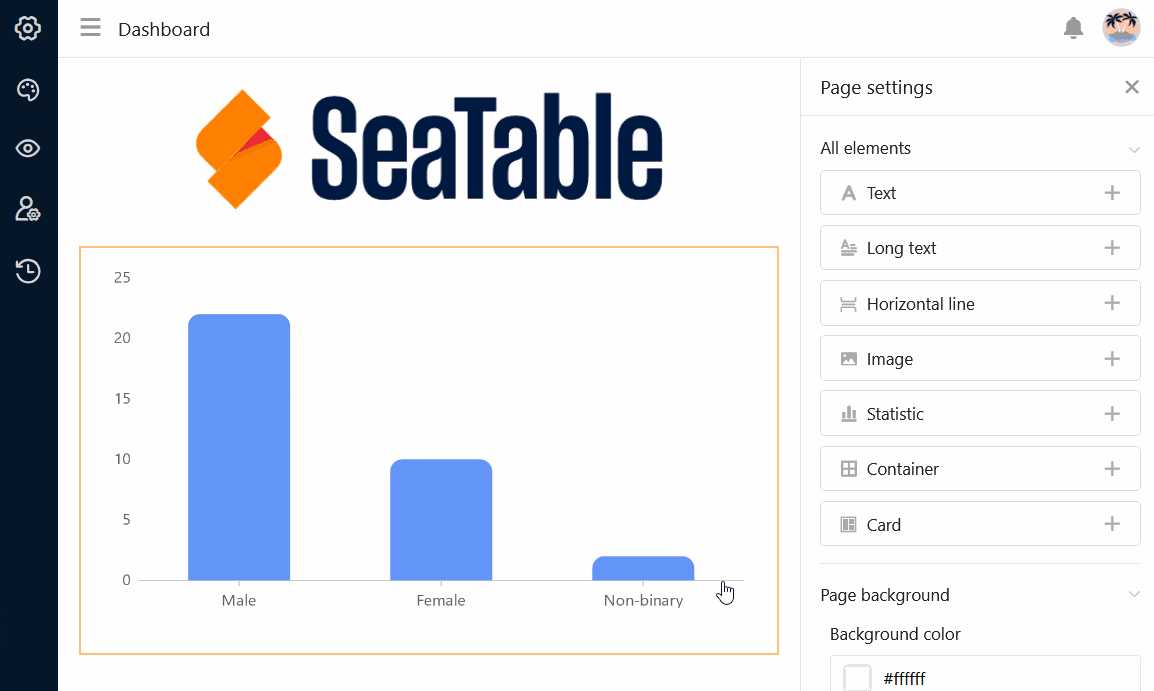 Dashboard
SeaTable
25
20
15
10
5
0
Male
Female
Non-binary
Page settings
All elements
Text
Long text
Horizontal line
Image
Statistic
Container
Card
Page background
Background color
#ffffff